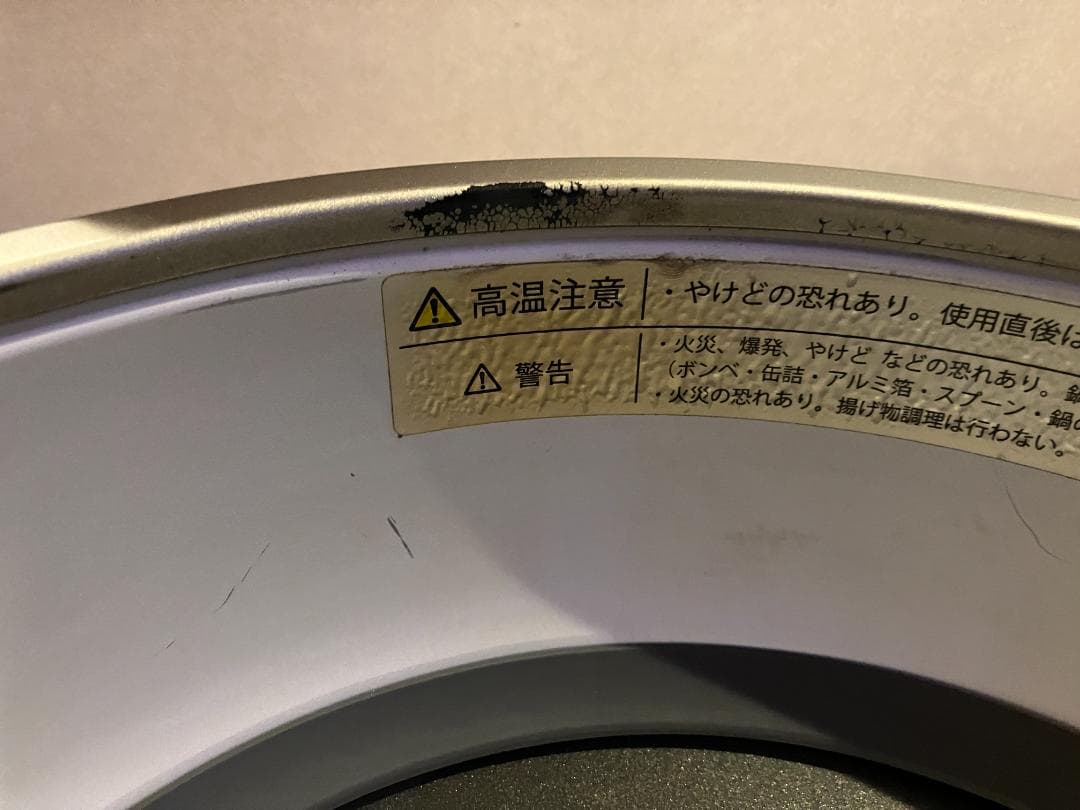 ⚠高温注意
・やけどの恐れあり。使用直後は
⚠警告
・火災、爆発、やけど などの恐れあり。鍋
(ボンベ・缶詰・アルミ箔・スプーン・鍋の
・火災の恐れあり。揚げ物調理は行わない。